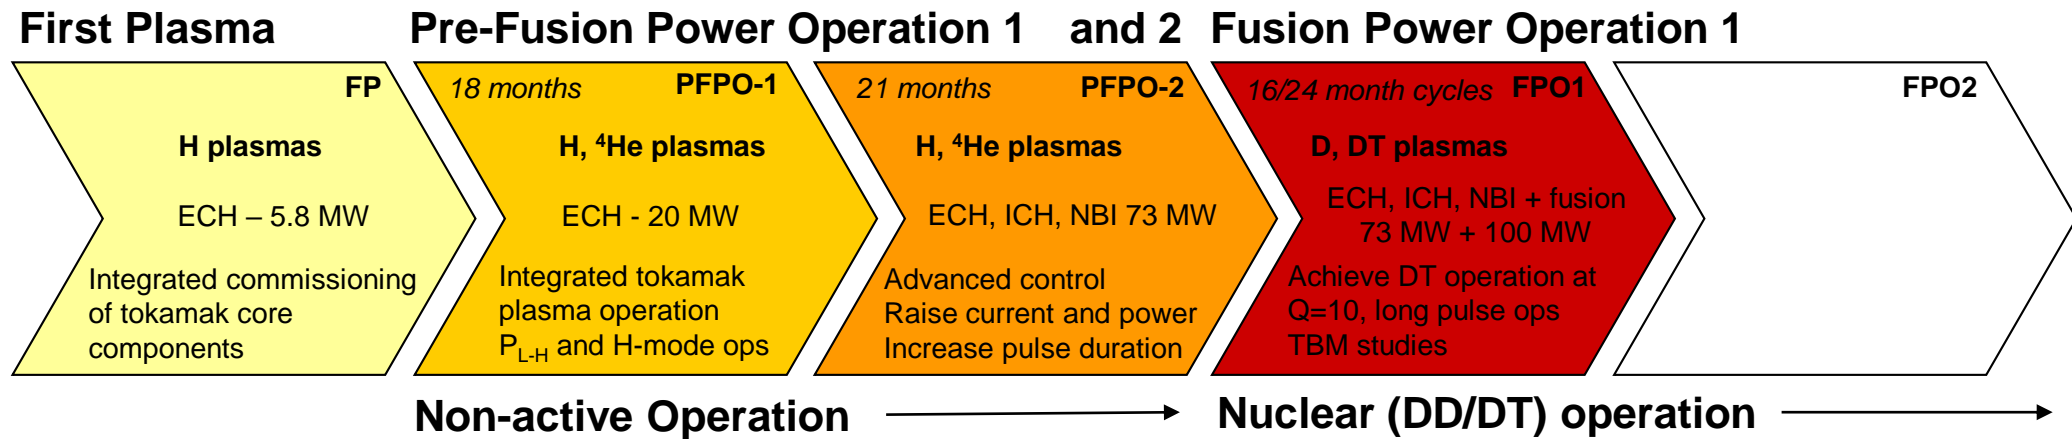 First Plasma
Pre-Fusion Power Operation 1 and 2
Fusion Power Operation 1
FP
H plasmas
ECH – 5.8 MW
Integrated commissioning
of tokamak core
components
18 months
PFPO-1
H, ⁴He plasmas
ECH - 20 MW
Integrated tokamak
plasma operation
P_L-H and H-mode ops
21 months
PFPO-2
H, ⁴He plasmas
ECH, ICH, NBI 73 MW
Advanced control
Raise current and power
Increase pulse duration
16/24 month cycles
FPO1
D, DT plasmas
ECH, ICH, NBI + fusion
73 MW + 100 MW
Achieve DT operation at
Q=10, long pulse ops
TBM studies
FPO2
Non-active Operation
Nuclear (DD/DT) operation